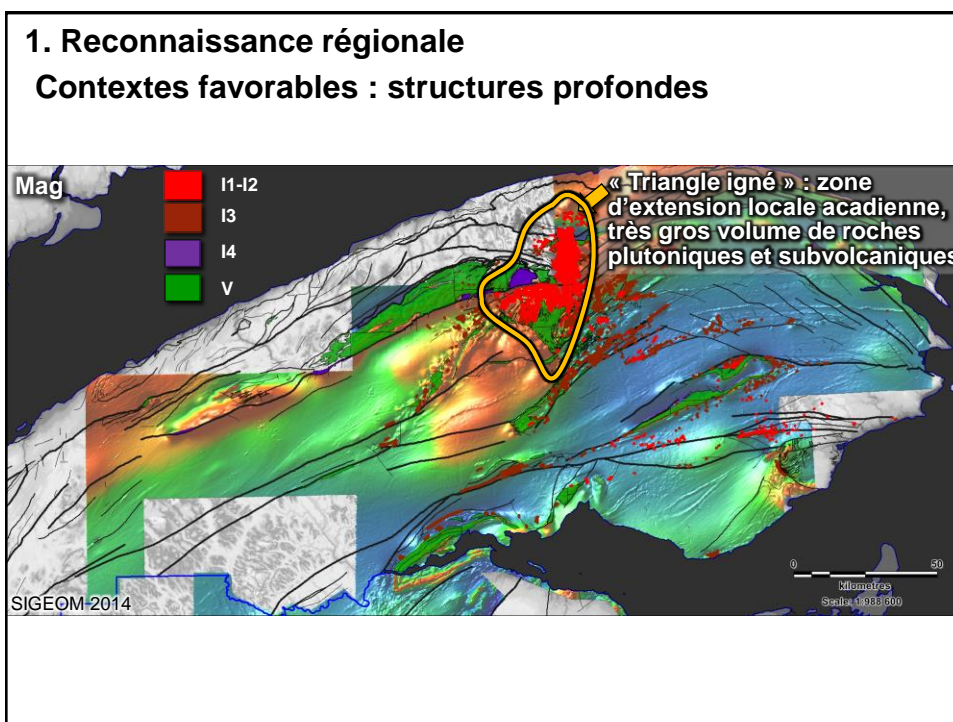 1. Reconnaissance régionale
Contextes favorables : structures profondes
Mag
I1-I2
I3
I4
V
« Triangle igné » : zone
d'extension locale acadienne,
très gros volume de roches
plutoniques et subvolcaniques
0
50
kilometres
Scale: 1:988 600
SIGEOM 2014